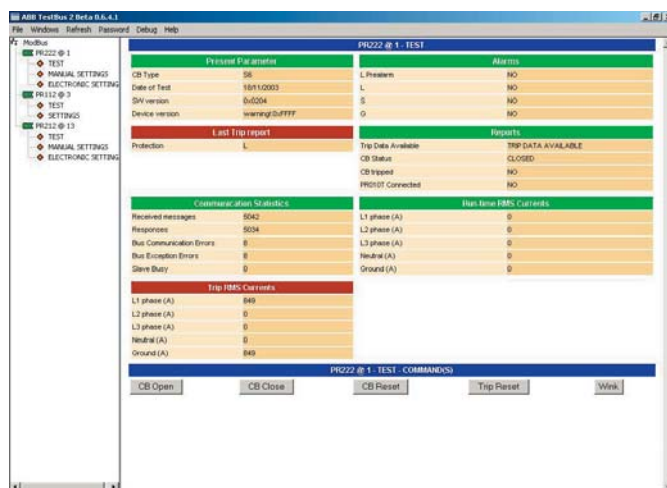 ABB TestBus 2 Beta 0.6.4.1
File Windows Refresh Password Debug Help
ModBus
PR222 @ 1
TEST
MANUAL SETTINGS
ELECTRONIC SETTING
PR112 @ 3
TEST
SETTINGS
PR212 @ 13
TEST
MANUAL SETTINGS
ELECTRONIC SETTING
PR222 @ 1 - TEST
Present Parameter
CB Type S6
Date of Test 18/11/2003
SW version 0x0204
Device version warning! 0xFFFF
Alarms
L Prealarm NO
L NO
S NO
G NO
Last Trip report
Protection L
Reports
Trip Data Available TRIP DATA AVAILABLE
CB Status CLOSED
CB tripped NO
PR010T Connected NO
Communication Statistics
Received messages 5042
Responses 5034
Bus Communication Errors 8
Bus Exception Errors 8
Slave Busy 0
Run-time RMS Currents
L1 phase (A) 0
L2 phase (A) 0
L3 phase (A) 0
Neutral (A) 0
Ground (A) 0
Trip RMS Currents
L1 phase (A) 849
L2 phase (A) 0
L3 phase (A) 0
Neutral (A) 0
Ground (A) 849
PR222 @ 1 - TEST - COMMAND(S)
CB Open CB Close CB Reset Trip Reset Wink